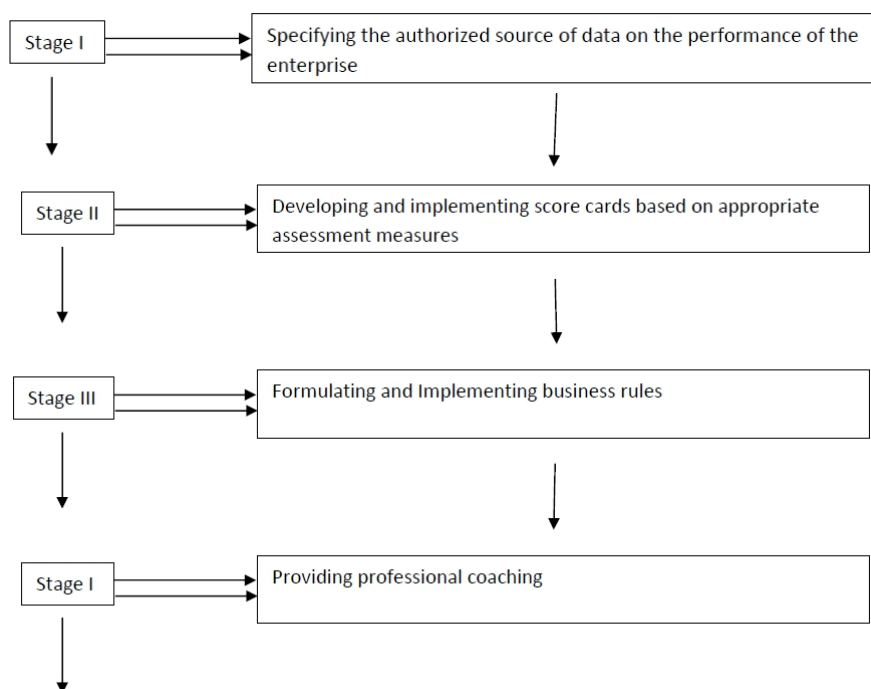 Stage I
Specifying the authorized source of data on the performance of the
enterprise
Stage II
Developing and implementing score cards based on appropriate
assessment measures
Stage III
Formulating and Implementing business rules
Stage I
Providing professional coaching